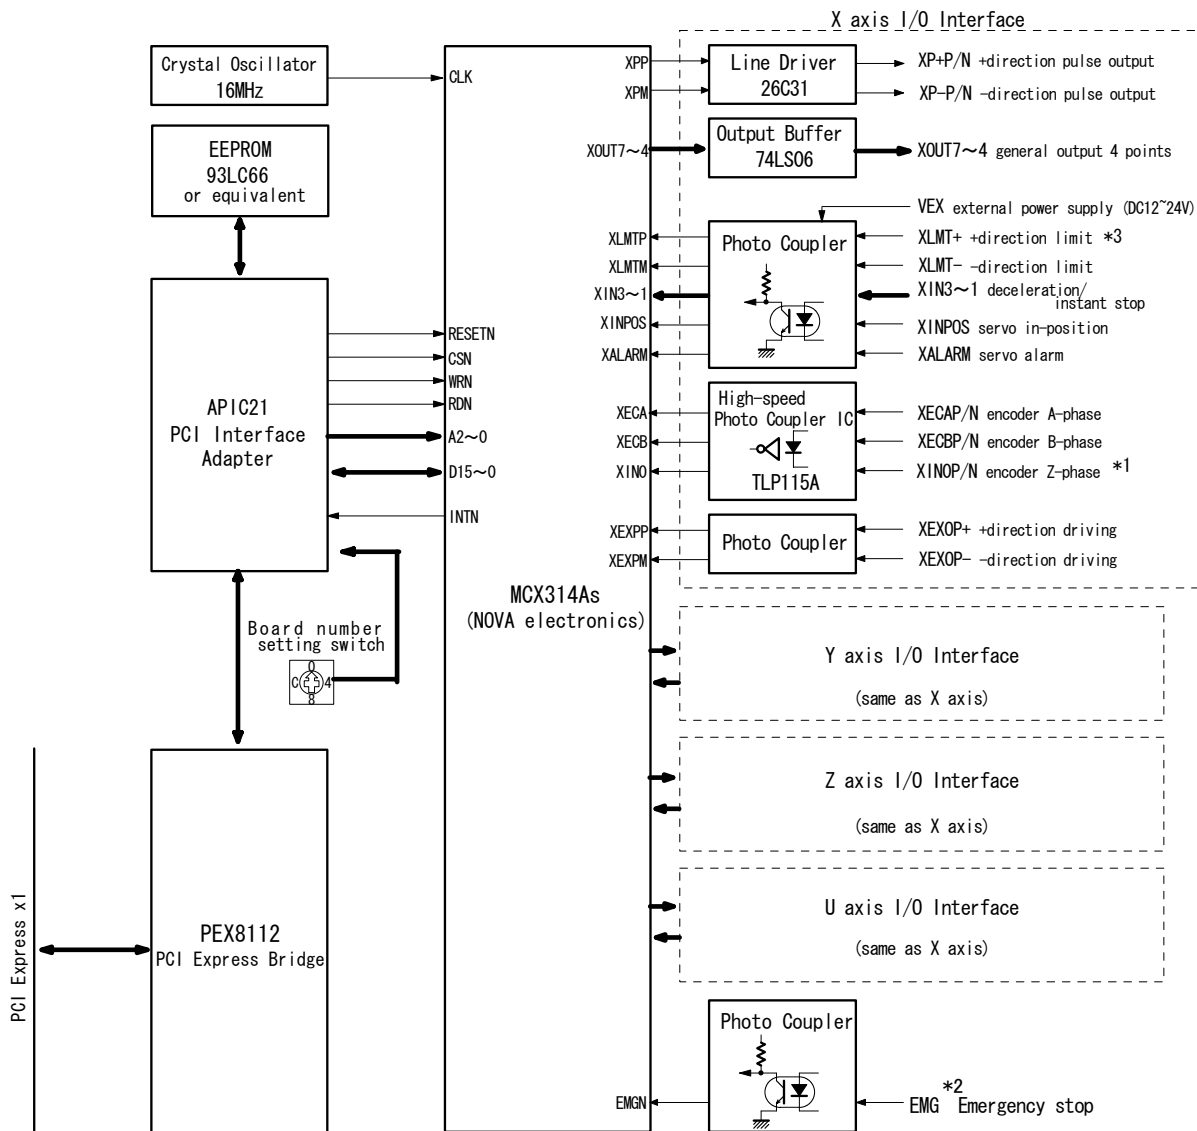 X axis I/O Interface
Crystal Oscillator
16MHz
CLK
XPP
XPM
Line Driver
26C31
XP+P/N +direction pulse output
XP-P/N -direction pulse output
EEPROM
93LC66
or equivalent
XOUT7~4
Output Buffer
74LS06
XOUT7~4 general output 4 points
VEX external power supply (DC12~24V)
Photo Coupler
XLMTP
XLMTM
XIN3~1
XINPOS
XALARM
XLMT+ +direction limit *3
XLMT- -direction limit
XIN3~1 deceleration/
instant stop
XINPOS servo in-position
XALARM servo alarm
APIC21
PCI Interface
Adapter
RESETN
CSN
WRN
RDN
A2~0
D15~0
INTN
XECA
XECB
XINO
High-speed
Photo Coupler IC
TLP115A
XECAP/N encoder A-phase
XECBP/N encoder B-phase
XINOP/N encoder Z-phase *1
XEXPP
XEXPM
Photo Coupler
XEXOP+ +direction driving
XEXOP- -direction driving
MCX314As
(NOVA electronics)
Board number
setting switch
0
C
4
8
Y axis I/O Interface
(same as X axis)
Z axis I/O Interface
(same as X axis)
U axis I/O Interface
(same as X axis)
PCI Express x1
PEX8112
PCI Express Bridge
Photo Coupler
EMGN
EMG *2 Emergency stop